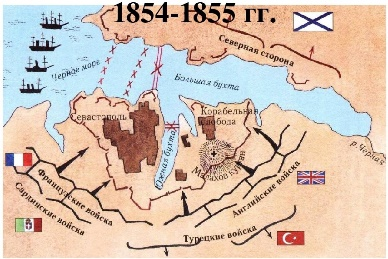 1854-1855 гг.
Северная сторона
Черное море
Большая бухта
Севастополь
Корабельная
слобода
Южная бухта
Малахов курган
р.Черная
Французские войска
Английские войска
Сардинские войска
Турецкие войска